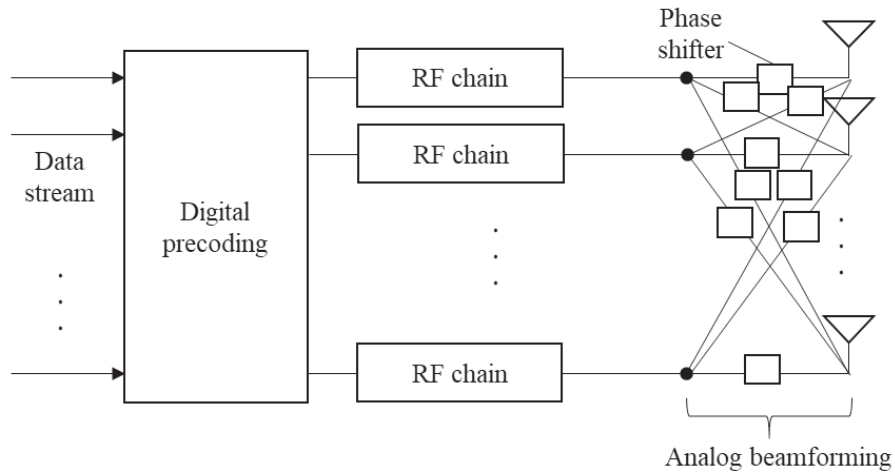 Phase
shifter
RF chain
RF chain
Data
stream
Digital
precoding
RF chain
Analog beamforming